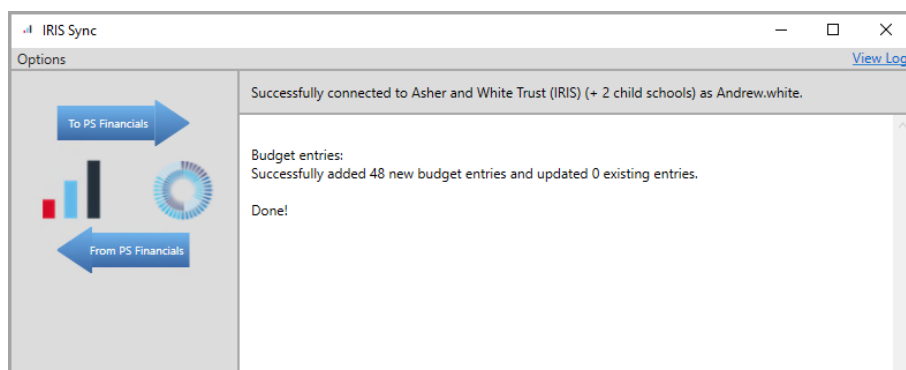 IRIS Sync
Options
View Log
To PS Financials
From PS Financials
Successfully connected to Asher and White Trust (IRIS) (+ 2 child schools) as Andrew.white.
Budget entries:
Successfully added 48 new budget entries and updated 0 existing entries.
Done!